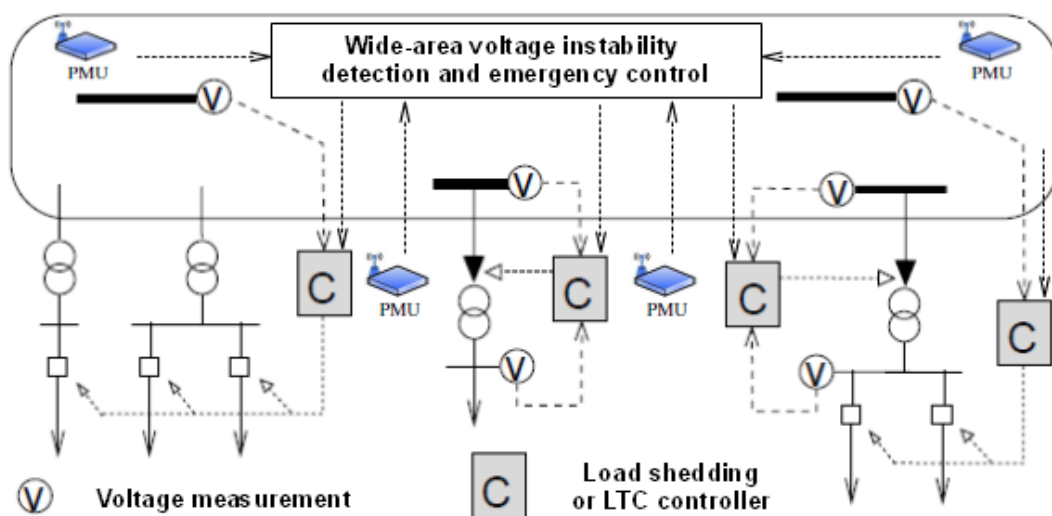 Wide-area voltage instability
detection and emergency control
PMU
PMU
V
V
V
V
C
C
C
C
PMU
PMU
V
V
V
Voltage measurement
C
Load shedding
or LTC controller